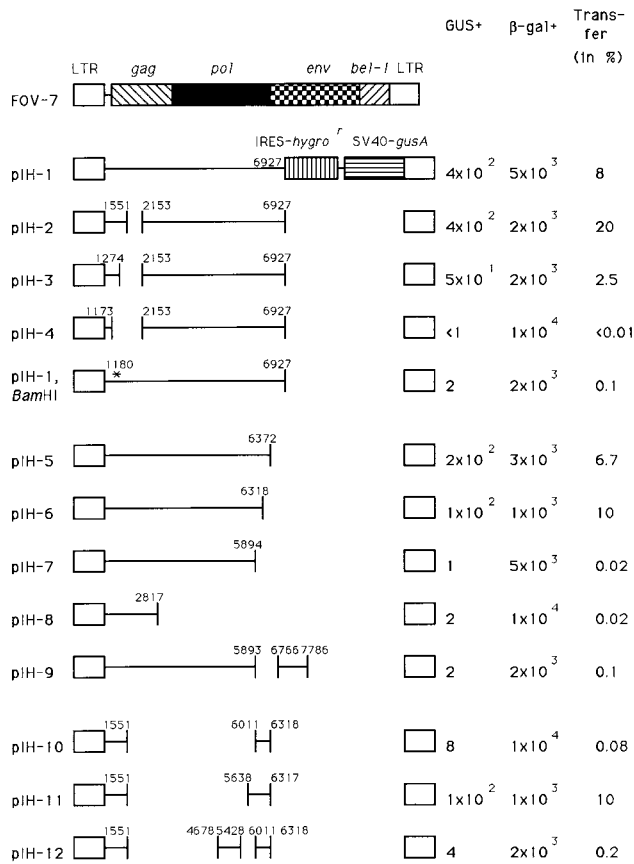 GUS+ β-gal+ Trans-
fer
(in %)
LTR gag pol env bel-1 LTR
FOV-7
IRES-hygro r SV40-gusA
pIH-1 6927 4x10 2 5x10 3 8
1551 2153 6927
pIH-2 4x10 2 2x10 3 20
1274 2153 6927
pIH-3 5x10 1 2x10 3 2.5
1173 2153 6927
pIH-4 <1 1x10 4 <0.01
pIH-1, 1180 6927
* 
BamHI 2 2x10 3 0.1
6372
pIH-5 2x10 2 3x10 3 6.7
6318
pIH-6 1x10 2 1x10 3 10
5894
pIH-7 1 5x10 3 0.02
2817
pIH-8 2 1x10 4 0.02
5893 6766 7786
pIH-9 2 2x10 3 0.1
1551 6011 6318
pIH-10 8 1x10 4 0.08
1551 5638 6317
pIH-11 1x10 2 1x10 3 10
1551 4678 5428 6011 6318
pIH-12 4 2x10 3 0.2